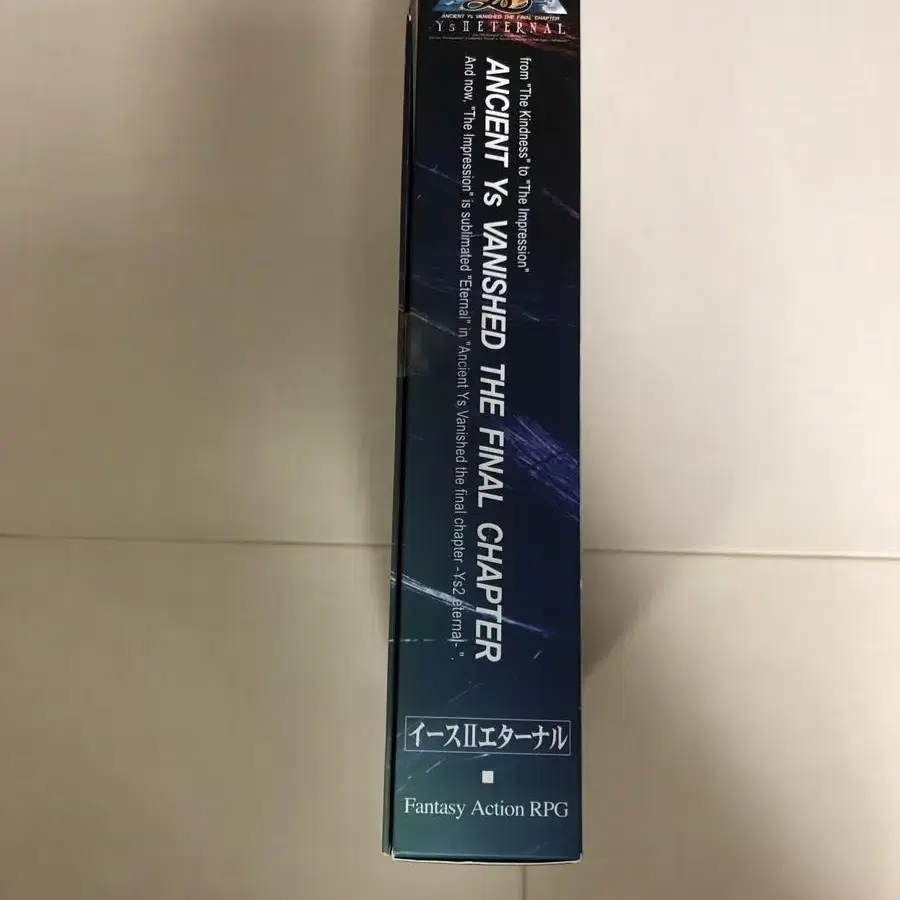 ANCIENT Ys VANISHED THE FINAL CHAPTER
Ys II ETERNAL
from "The Kindness" to "The Impression"
ANCIENT Ys VANISHED THE FINAL CHAPTER
And now, "The Impression" is sublimated "Eternal" in "Ancient Ys Vanished the final chapter -Ys2 eternal- ".
イースIIエターナル
Fantasy Action RPG